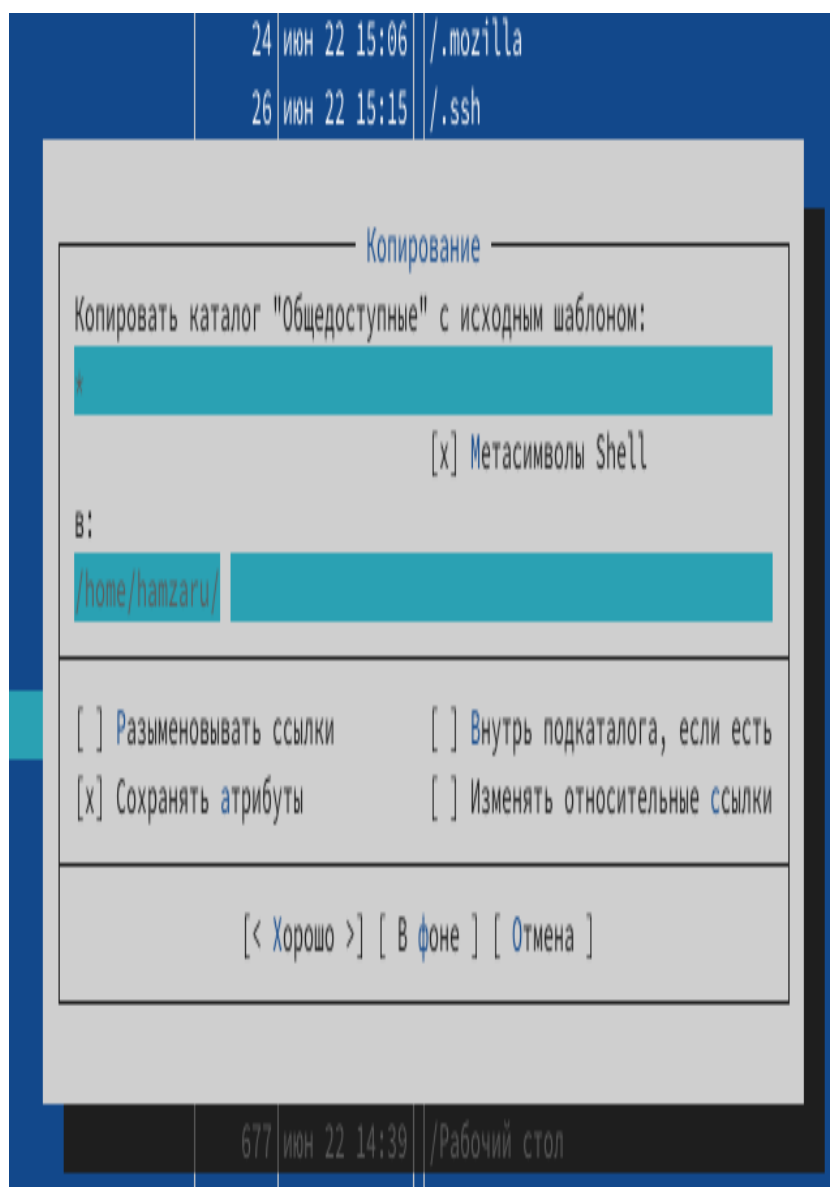 24 июн 22 15:06 /.mozilla
26 июн 22 15:15 /.ssh
Копирование
Копировать каталог "Общедоступные" с исходным шаблоном:
*
[x] Метасимволы Shell
в:
/home/hamzaru/
[ ] Разыменовывать ссылки [ ] Внутрь подкаталога, если есть
[x] Сохранять атрибуты [ ] Изменять относительные ссылки
[< Хорошо >] [ В фоне ] [ Отмена ]
677 июн 22 14:39 /Рабочий стол